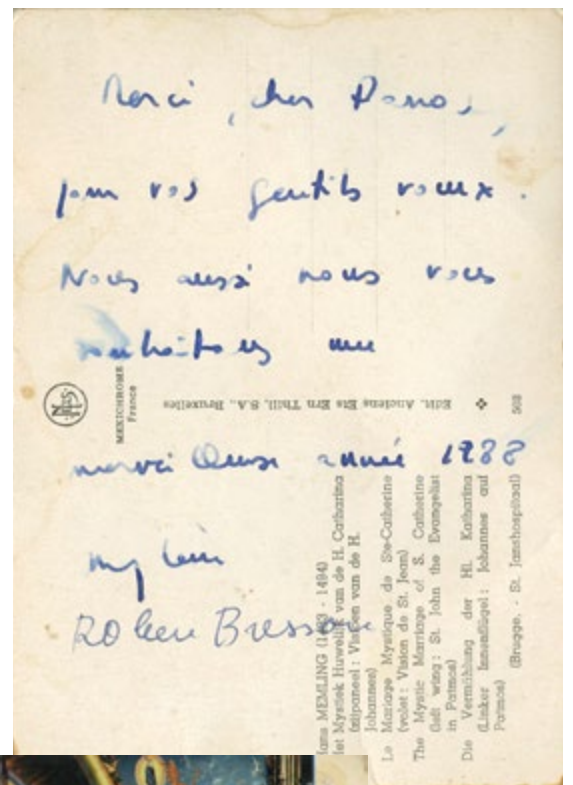 Merci, cher Panos,
pour vos gentils voeux.
Nous aussi nous vous
souhaitons une
merveilleuse année 1988
Mylène
Robert Bresson
MEXICHROME
France
Edit. Anciens Ets Ern Thill, S.A., Bruxelles
508
Hans MEMLING (1433 - 1494)
Het Mystiek Huwelijk van de H. Catharina
(zijpaneel : Visioen van de H.
Johannes)
Le Mariage Mystique de Ste-Catherine
(volet : Vision de St. Jean)
The Mystic Marriage of S. Catherine
(left wing : St. John the Evangelist
in Patmos)
Die Vermählung der Hl. Katharina
(Linker Innenflügel : Johannes auf
Patmos)
(Brugge. - St. Janshospitaal)